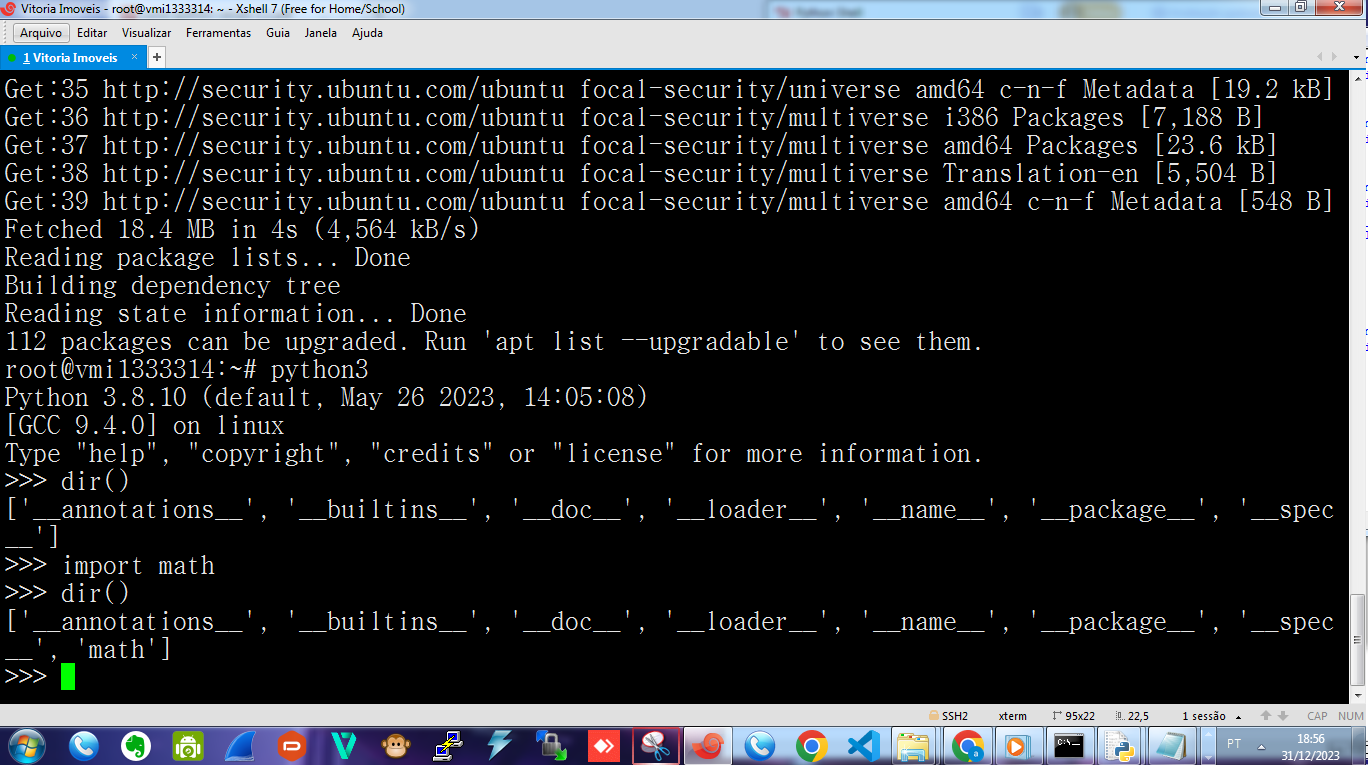 Vitoria Imoveis - root@vmi1333314: ~ - Xshell 7 (Free for Home/School)
Arquivo Editar Visualizar Ferramentas Guia Janela Ajuda
1 Vitoria Imoveis × +
Get:35 http://security.ubuntu.com/ubuntu focal-security/universe amd64 c-n-f Metadata [19.2 kB]
Get:36 http://security.ubuntu.com/ubuntu focal-security/multiverse i386 Packages [7,188 B]
Get:37 http://security.ubuntu.com/ubuntu focal-security/multiverse amd64 Packages [23.6 kB]
Get:38 http://security.ubuntu.com/ubuntu focal-security/multiverse Translation-en [5,504 B]
Get:39 http://security.ubuntu.com/ubuntu focal-security/multiverse amd64 c-n-f Metadata [548 B]
Fetched 18.4 MB in 4s (4,564 kB/s)
Reading package lists... Done
Building dependency tree
Reading state information... Done
112 packages can be upgraded. Run 'apt list --upgradable' to see them.
root@vmi1333314:~# python3
Python 3.8.10 (default, May 26 2023, 14:05:08)
[GCC 9.4.0] on linux
Type "help", "copyright", "credits" or "license" for more information.
>>> dir()
['__annotations__', '__builtins__', '__doc__', '__loader__', '__name__', '__package__', '__spec
__']
>>> import math
>>> dir()
['__annotations__', '__builtins__', '__doc__', '__loader__', '__name__', '__package__', '__spec
__', 'math']
>>>
SSH2 xterm 95x22 22,5 1 sessão CAP NUM
PT 18:56
31/12/2023